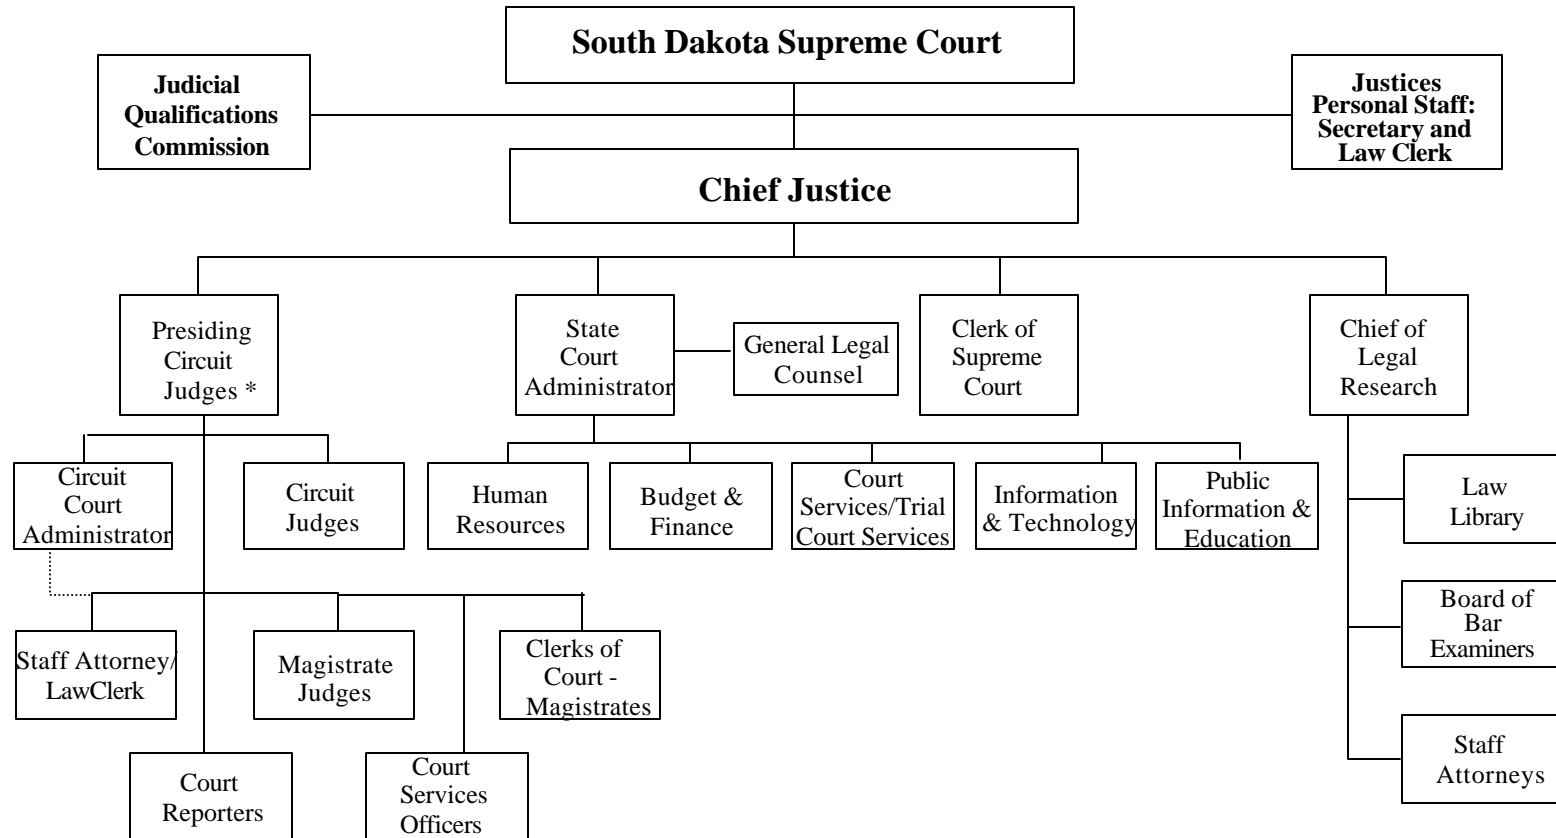 South Dakota Supreme Court
Judicial
Qualifications
Commission
Justices
Personal Staff:
Secretary and
Law Clerk
Chief Justice
Presiding
Circuit
Judges *
State
Court
Administrator
General Legal
Counsel
Clerk of
Supreme
Court
Chief of
Legal
Research
Circuit
Court
Administrator
Circuit
Judges
Human
Resources
Budget &
Finance
Court
Services/Trial
Court Services
Information
& Technology
Public
Information &
Education
Law
Library
Board of
Bar
Examiners
Staff
Attorneys
Staff Attorney/
LawClerk
Magistrate
Judges
Clerks of
Court -
Magistrates
Court
Reporters
Court
Services
Officers